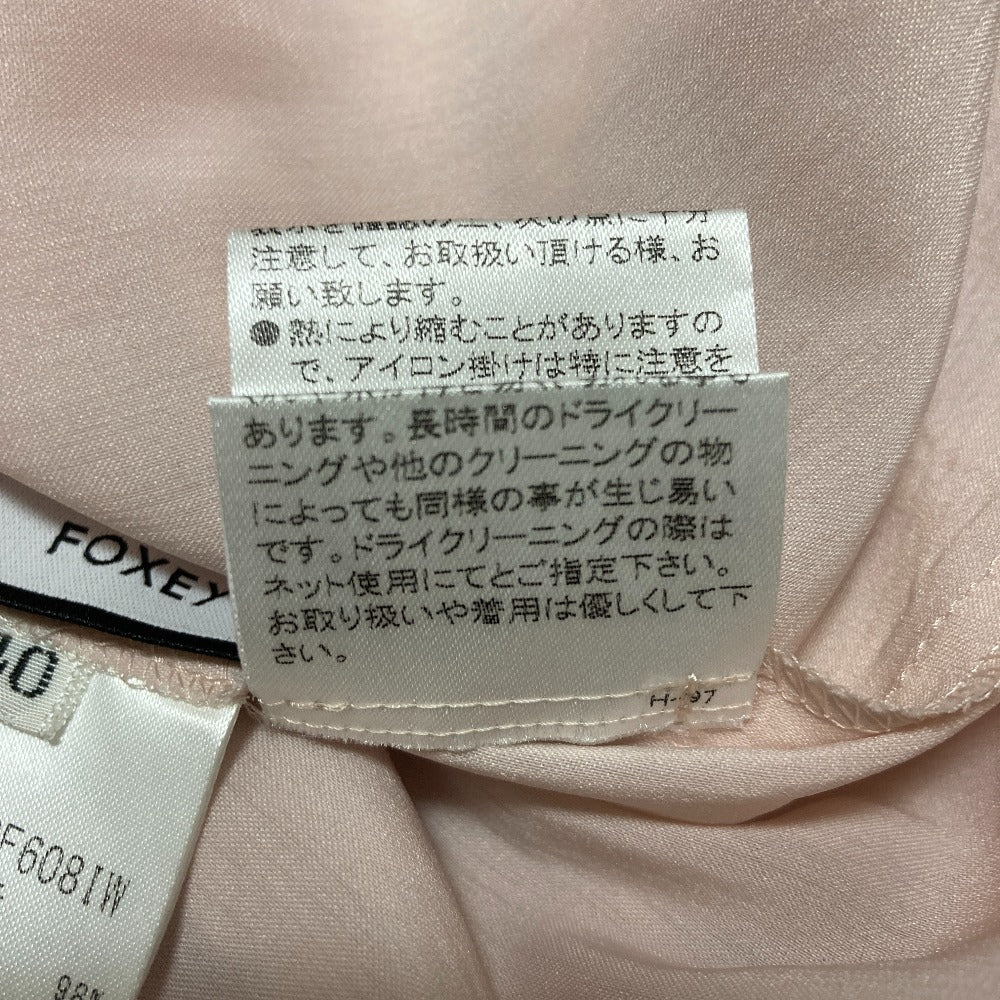 注意して、お取扱い頂ける様、お
願い致します。
●熱により縮むことがありますの
で、アイロン掛けは特に注意を
あります。長時間のドライクリー
ニングや他のクリーニングの物
によっても同様の事が生じ易い
です。ドライクリーニングの際は
ネット使用にてとご指定下さい。
お取り扱いや着用は優しくして下
さい。
FOXEY
40
F6081W
98%